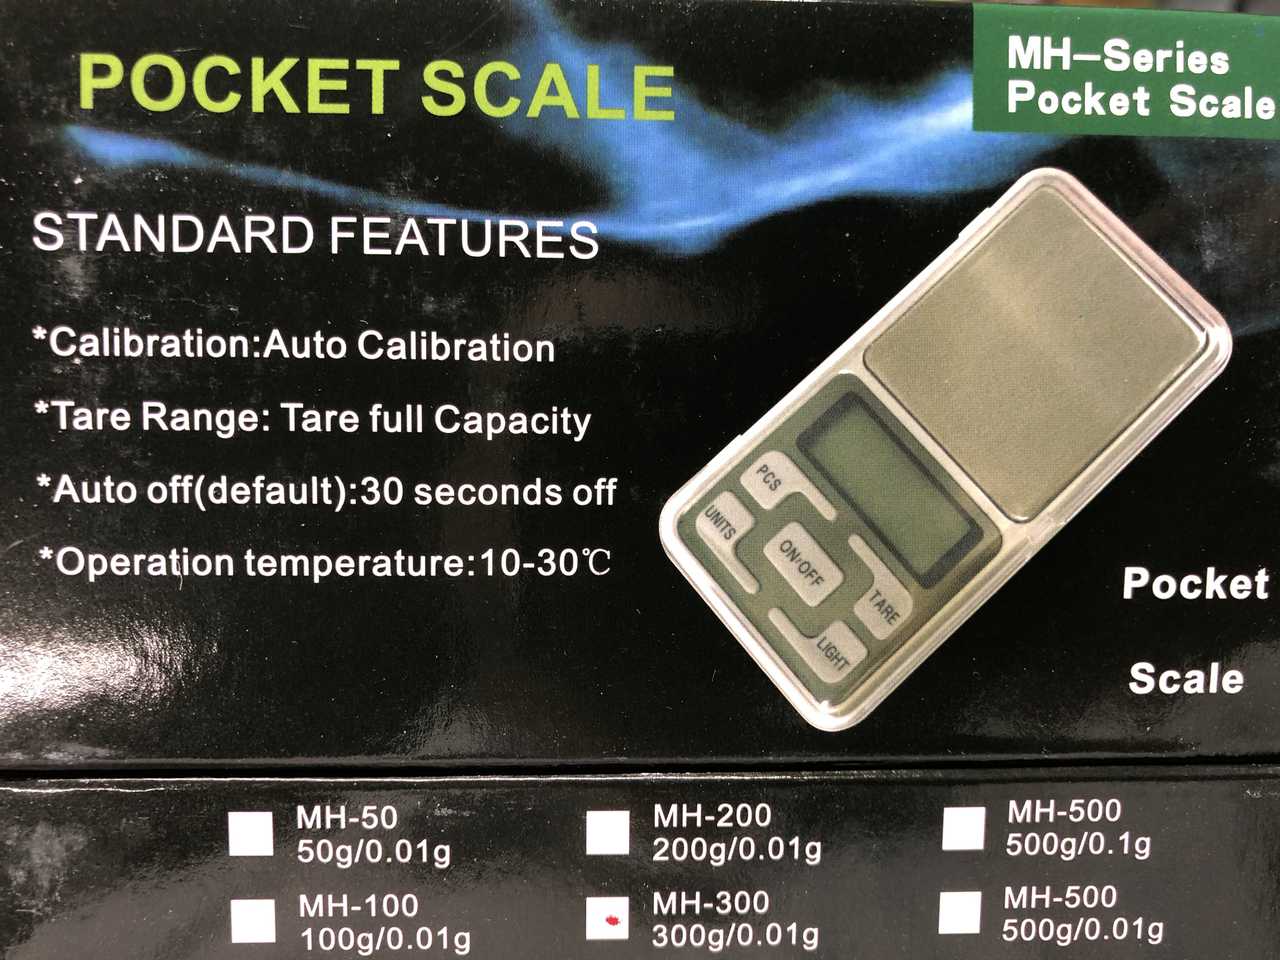 POCKET SCALE
MH-Series
Pocket Scale
STANDARD FEATURES
*Calibration:Auto Calibration
*Tare Range: Tare full Capacity
*Auto off(default):30 seconds off
*Operation temperature:10-30℃
PCS
UNITS
ON/OFF
TARE
LIGHT
Pocket
Scale
MH-50
50g/0.01g
MH-200
200g/0.01g
MH-500
500g/0.1g
MH-100
100g/0.01g
MH-300
300g/0.01g
MH-500
500g/0.01g